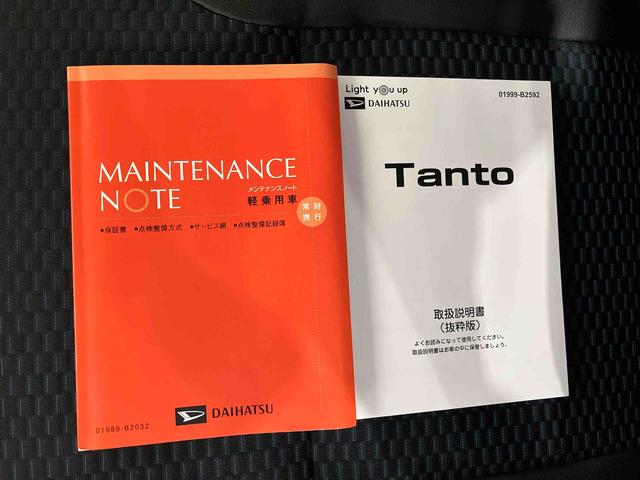 MAINTENANCE
NOTE
メンテナンスノート
軽乗用車
常時
携行
•保証書 •点検整備方式 •サービス網 •点検整備記録簿
DAIHATSU
01989-B2032
Light you up
DAIHATSU
01999-B2592
Tanto
取扱説明書
(抜粋版)
よくお読みになって使用してください。
取扱説明書はお車の中に保管しましょう。